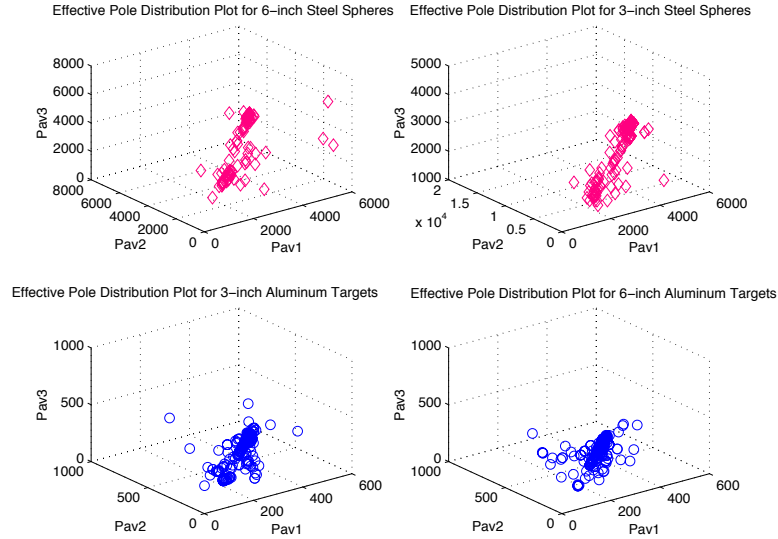 Effective Pole Distribution Plot for 6−inch Steel Spheres
8000
6000
4000
2000
0
Pav3
8000
6000
4000
2000
0
Pav2
0
2000
4000
6000
Pav1
Effective Pole Distribution Plot for 3−inch Steel Spheres
5000
4000
3000
2000
1000
Pav3
2
1.5
1
0.5
0
x 10^4
Pav2
0
2000
4000
6000
Pav1
Effective Pole Distribution Plot for 3−inch Aluminum Targets
1000
500
0
Pav3
1000
500
0
Pav2
0
200
400
600
Pav1
Effective Pole Distribution Plot for 6−inch Aluminum Targets
1000
500
0
Pav3
1000
500
0
Pav2
0
200
400
600
Pav1